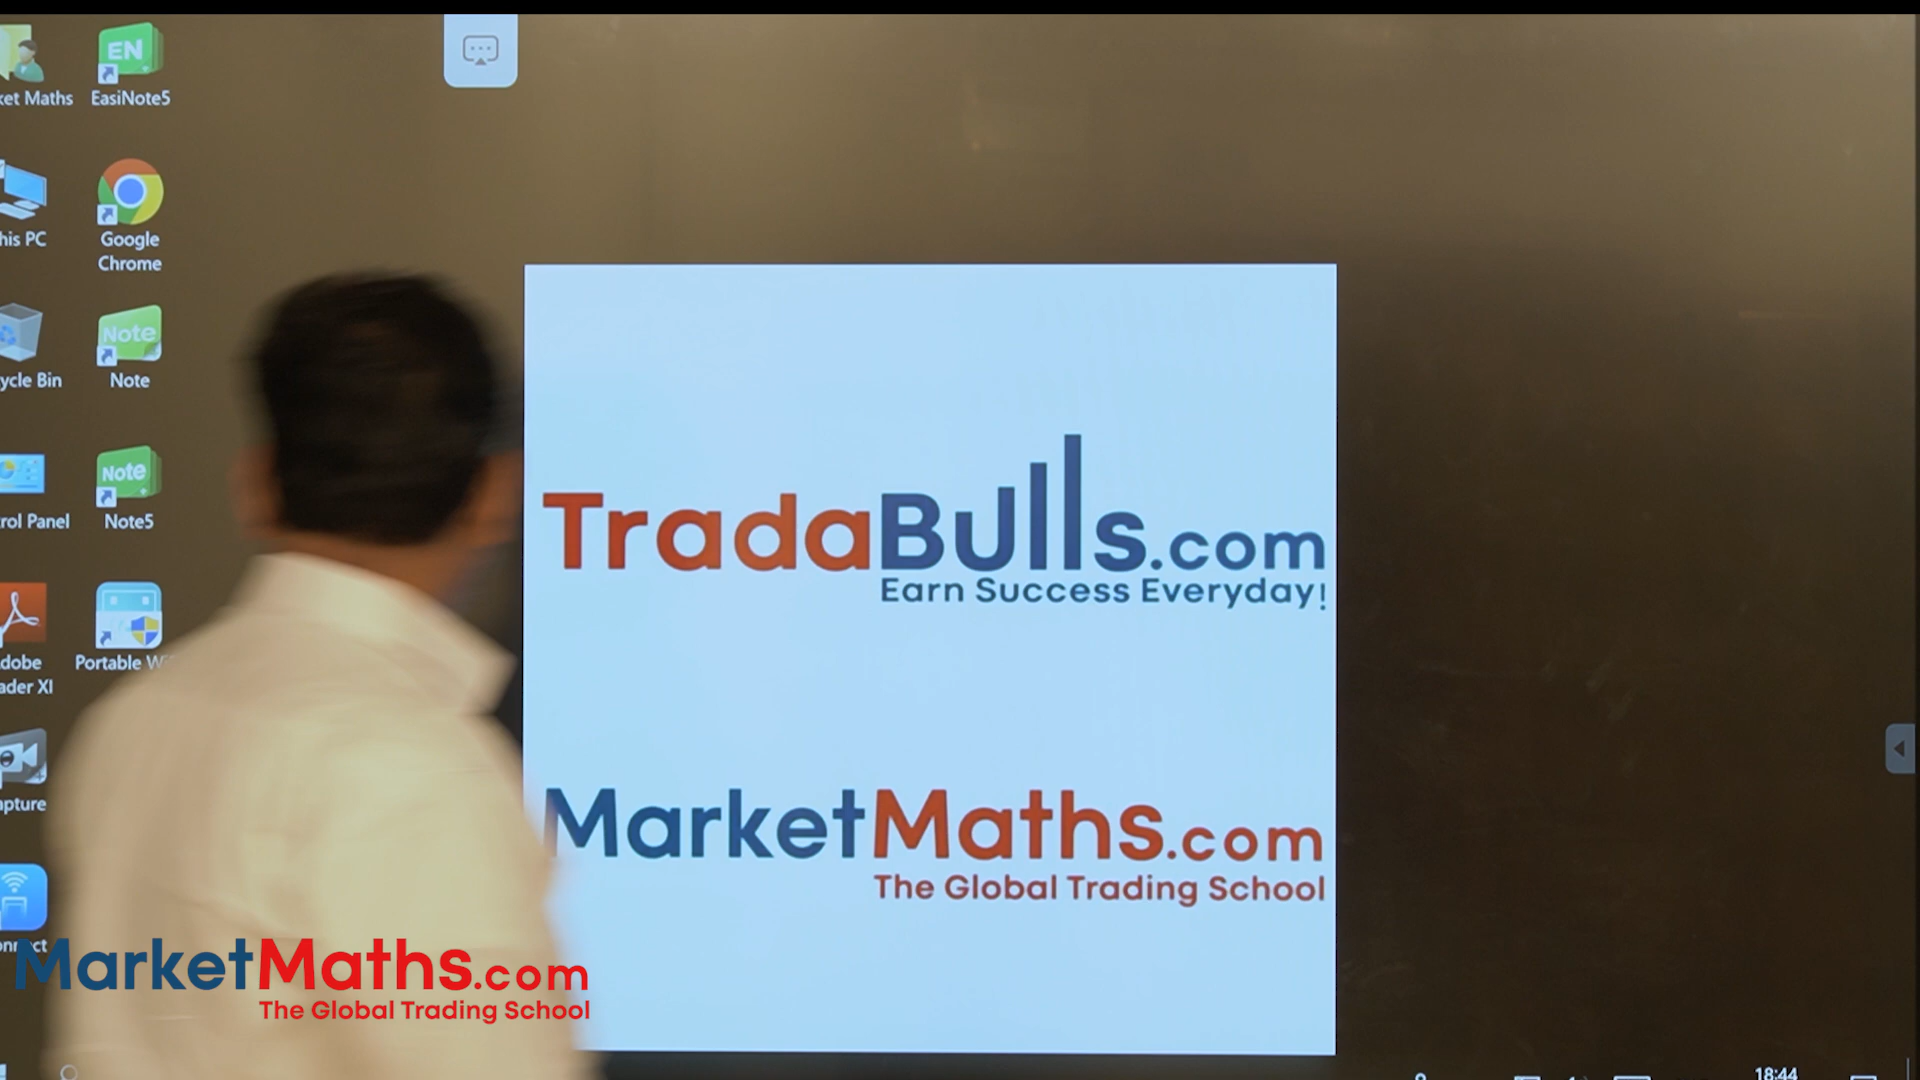 ket Maths
EasiNote5
his PC
Google
Chrome
ycle Bin
Note
Note
rol Panel
Note
Note5
EN
dobe
ader XI
Portable W
apture
onnect
TradaBulls.com
Earn Success Everyday!
MarketMaths.com
The Global Trading School
MarketMaths.com
The Global Trading School
18:44